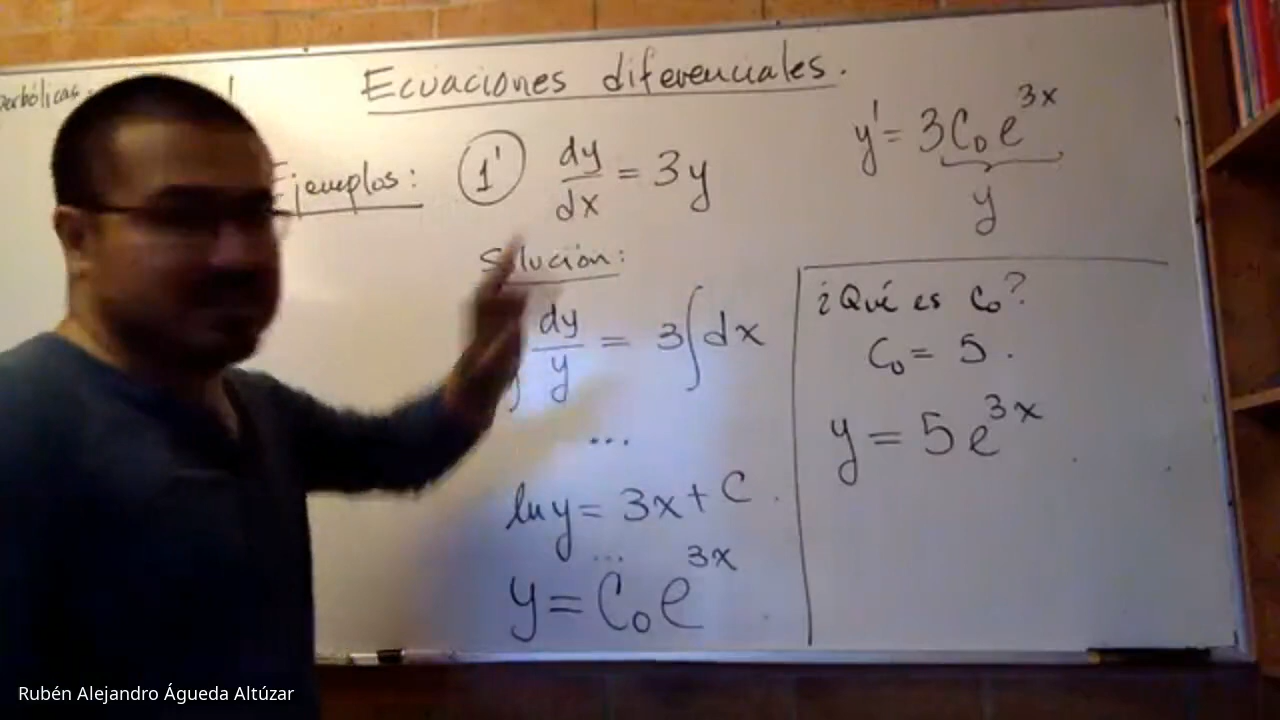 Ecuaciones diferenciales.
Ejemplos: 1' dy/dx = 3y
Solución:
dy/y = 3∫dx
...
ln y = 3x + C.
...
y = C₀e^3x
y' = 3C₀e^3x
y
¿Qué es C₀?
C₀ = 5.
y = 5e^3x
Rubén Alejandro Águeda Altúzar